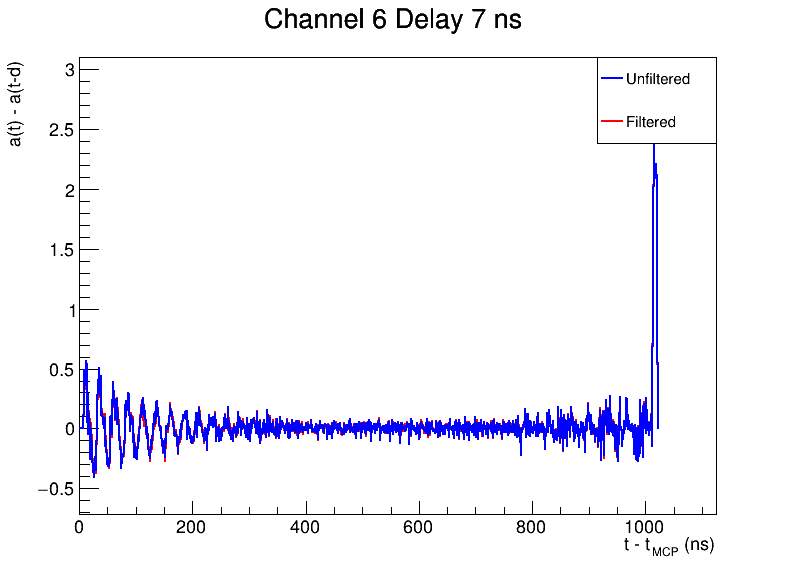 Channel 6 Delay 7 ns
a(t) - a(t-d)
3
2.5
2
1.5
1
0.5
0
−0.5
0 200 400 600 800 1000
t - tMCP (ns)
Unfiltered
Filtered